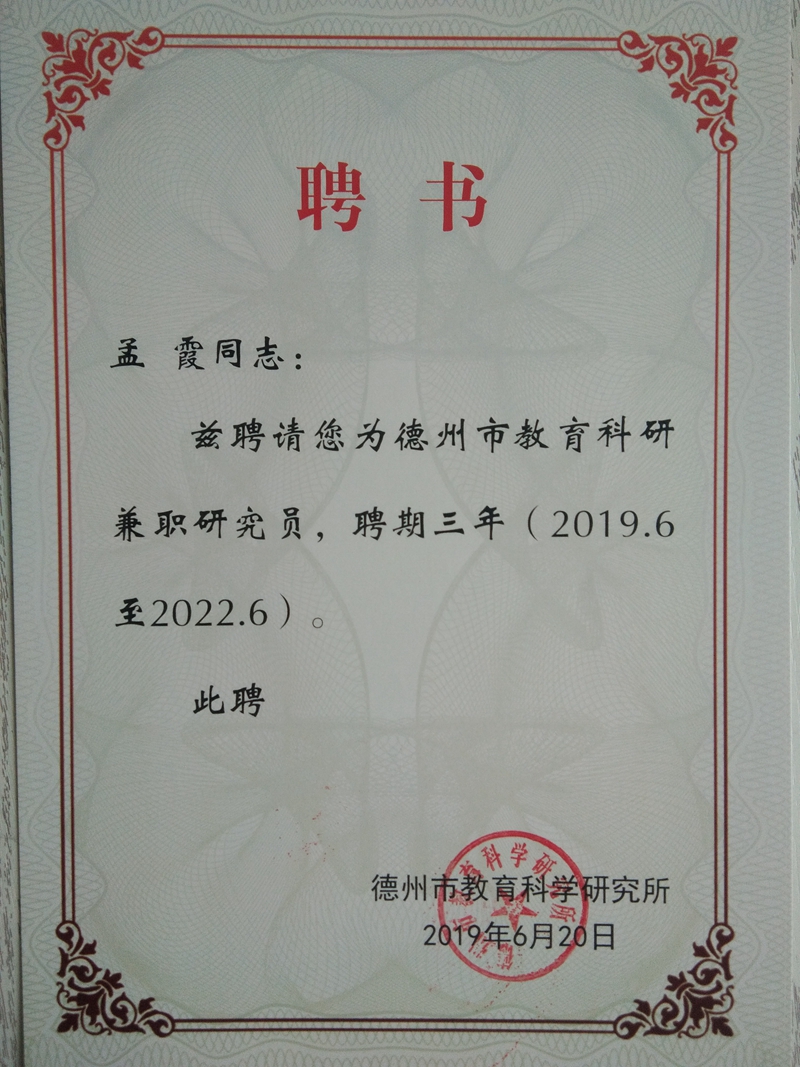 聘 书
孟 霞同志：
兹聘请您为德州市教育科研
兼职研究员，聘期三年（2019.6
至2022.6）。
此聘
德州市教育科学研究所
2019年6月20日